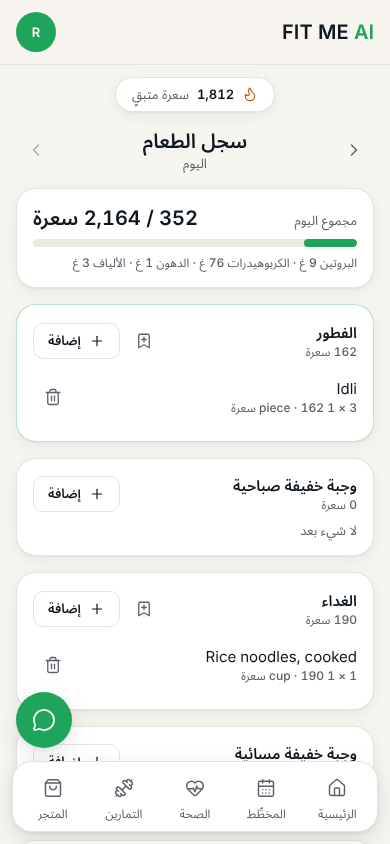 FIT ME AI
R
1,812 سعرة متبقٍ
سجل الطعام
اليوم
مجموع اليوم
352 / 2,164 سعرة
البروتين 9 غ · الكربوهيدرات 76 غ · الدهون 1 غ · الألياف 3 غ
الفطور
162 سعرة
إضافة
Idli
3 × 1 piece · 162 سعرة
وجبة خفيفة صباحية
0 سعرة
إضافة
لا شيء بعد
الغداء
190 سعرة
إضافة
Rice noodles, cooked
1 × 1 cup · 190 سعرة
وجبة خفيفة مسائية
إضافة
الرئيسية
المخطِّط
الصحة
التمارين
المتجر